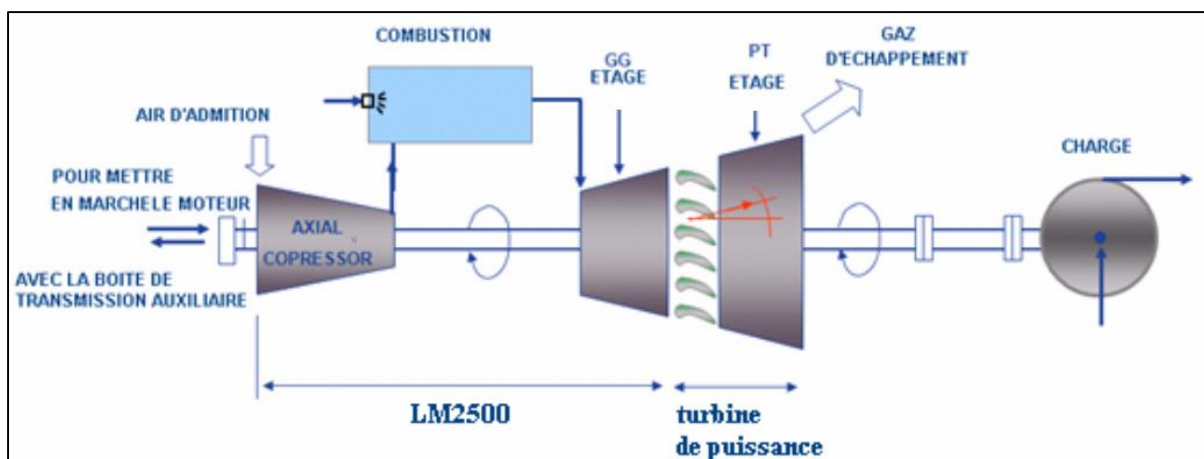 COMBUSTION
GG
ETAGE
PT
ETAGE
GAZ
D'ECHAPPEMENT
AIR D'ADMITION
CHARGE
POUR METTRE
EN MARCHELE MOTEUR
AXIAL
COPRESSOR
AVEC LA BOITE DE
TRANSMISSION AUXILIAIRE
LM2500
turbine
de puissance